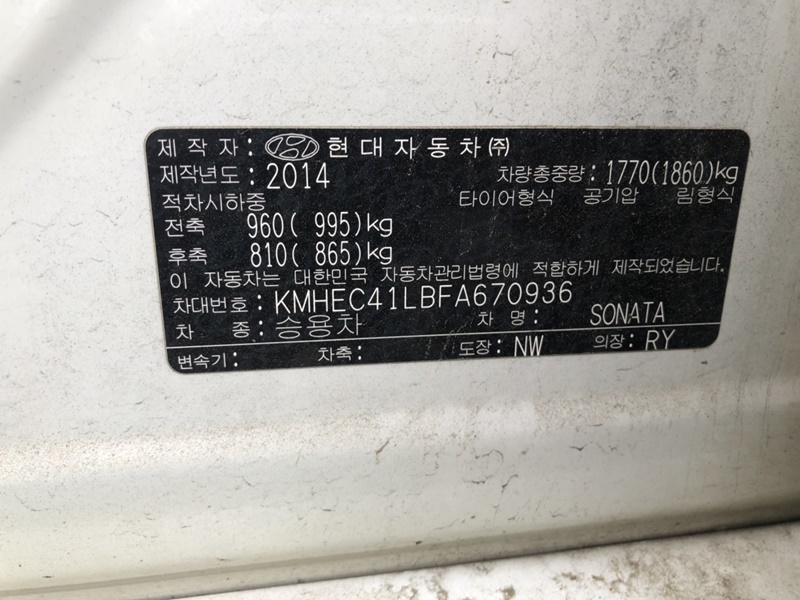 제 작 자 : 현대자동차㈜
제작년도 : 2014 차량총중량 : 1770(1860)kg
적차시하중 타이어형식 공기압 림형식
전축 960( 995)kg
후축 810( 865)kg
이 자동차는 대한민국 자동차관리법령에 적합하게 제작되었습니다.
차대번호 : KMHEC41LBFA670936
차 종 : 승용차 차 명 : SONATA
변속기 : 차축 : 도장 : NW 의장 : RY